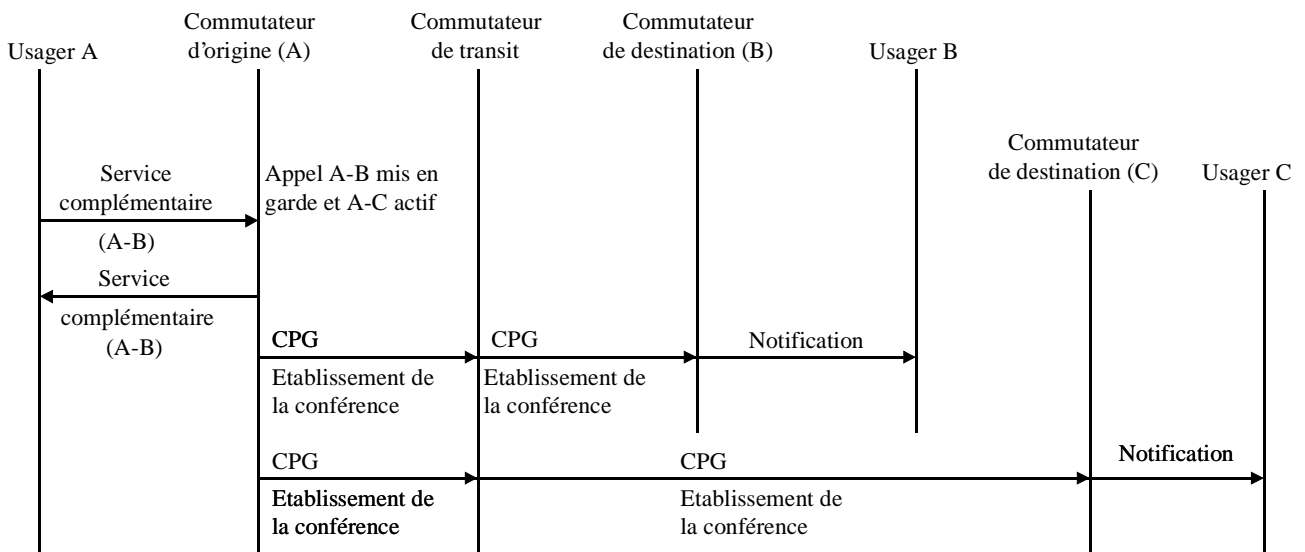 Usager A
Commutateur
d'origine (A)
Commutateur
de transit
Commutateur
de destination (B)
Usager B
Commutateur
de destination (C)
Usager C
Service
complémentaire
(A-B)
Appel A-B mis en
garde et A-C actif
Service
complémentaire
(A-B)
CPG
Etablissement de
la conférence
CPG
Etablissement de
la conférence
Notification
CPG
Etablissement de
la conférence
CPG
Etablissement de
la conférence
Notification